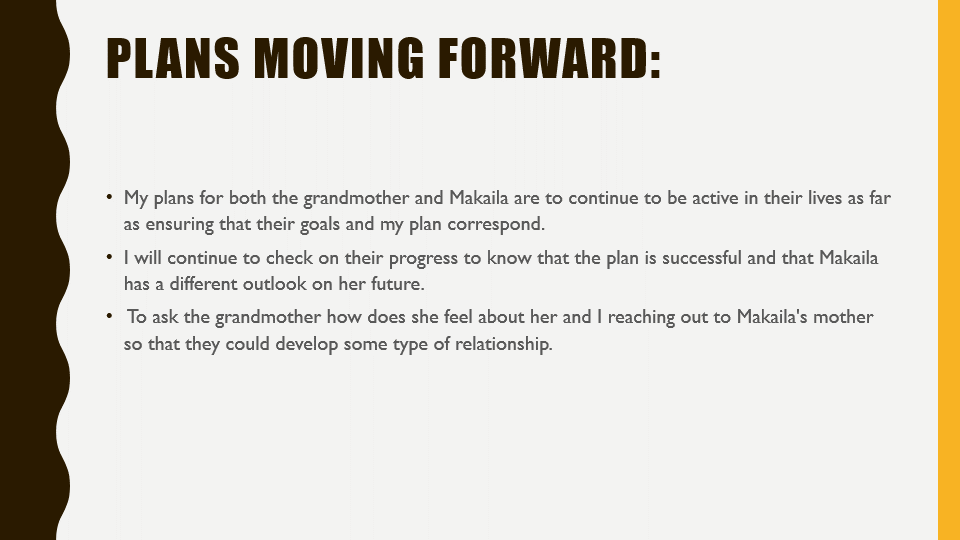 PLANS MOVING FORWARD:
• My plans for both the grandmother and Makaila are to continue to be active in their lives as far
as ensuring that their goals and my plan correspond.
• I will continue to check on their progress to know that the plan is successful and that Makaila
has a different outlook on her future.
• To ask the grandmother how does she feel about her and I reaching out to Makaila's mother
so that they could develop some type of relationship.